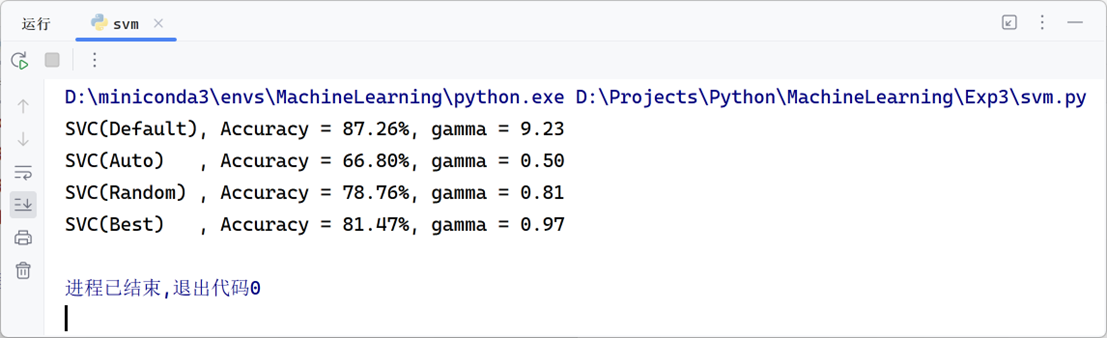 运行 svm
D:\miniconda3\envs\MachineLearning\python.exe D:\Projects\Python\MachineLearning\Exp3\svm.py
SVC(Default), Accuracy = 87.26%, gamma = 9.23
SVC(Auto)   , Accuracy = 66.80%, gamma = 0.50
SVC(Random) , Accuracy = 78.76%, gamma = 0.81
SVC(Best)   , Accuracy = 81.47%, gamma = 0.97
进程已结束,退出代码0